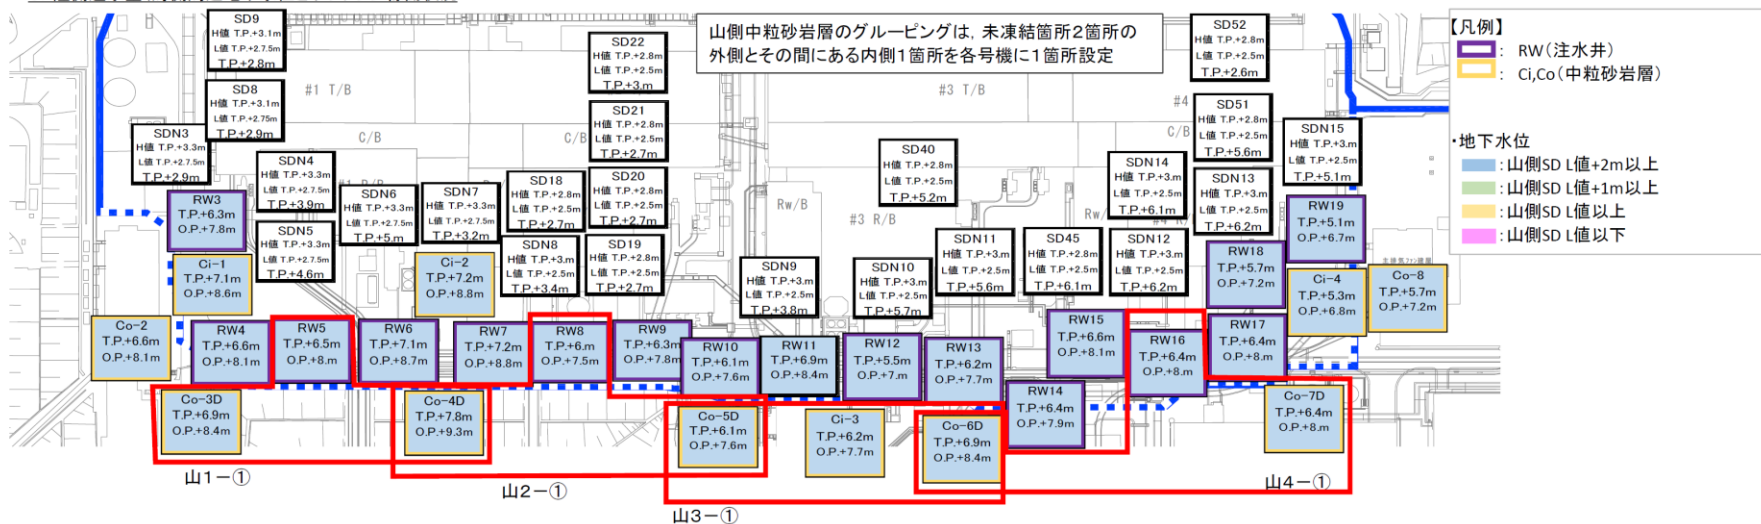 山側中粒砂岩層のグルーピングは，未凍結箇所2箇所の
外側とその間にある内側1箇所を各号機に1箇所設定
【凡例】
： RW（注水井）
： Ci,Co（中粒砂岩層）
・地下水位
：山側SD L値+2m以上
：山側SD L値+1m以上
：山側SD L値以上
：山側SD L値以下
SD9
H値 T.P.+3.1m
L値 T.P.+2.7.5m
T.P.+2.8m
SD8
H値 T.P.+3.1m
L値 T.P.+2.75m
T.P.+2.9m
SDN3
H値 T.P.+3.3m
L値 T.P.+2.7.5m
T.P.+2.9m
SDN4
H値 T.P.+3.3m
L値 T.P.+2.7.5m
T.P.+3.9m
SDN5
H値 T.P.+3.3m
L値 T.P.+2.7.5m
T.P.+4.6m
SDN6
H値 T.P.+3.3m
L値 T.P.+2.7.5m
T.P.+5.m
SDN7
H値 T.P.+3.3m
L値 T.P.+2.7.5m
T.P.+3.2m
SD18
H値 T.P.+2.8m
L値 T.P.+2.5m
T.P.+2.7m
SDN8
H値 T.P.+3.m
L値 T.P.+2.5m
T.P.+3.4m
SD22
H値 T.P.+2.8m
L値 T.P.+2.5m
T.P.+3.m
SD21
H値 T.P.+2.8m
L値 T.P.+2.5m
T.P.+2.7m
SD20
H値 T.P.+2.8m
L値 T.P.+2.5m
T.P.+2.7m
SD19
H値 T.P.+2.8m
L値 T.P.+2.5m
T.P.+2.7m
SDN9
H値 T.P.+3.m
L値 T.P.+2.5m
T.P.+3.8m
SD40
H値 T.P.+2.8m
L値 T.P.+2.5m
T.P.+5.2m
SDN10
H値 T.P.+3.m
L値 T.P.+2.5m
T.P.+5.7m
SDN11
H値 T.P.+3.m
L値 T.P.+2.5m
T.P.+5.6m
SD45
H値 T.P.+2.8m
L値 T.P.+2.5m
T.P.+6.1m
SDN14
H値 T.P.+3.m
L値 T.P.+2.5m
T.P.+6.1m
SDN12
H値 T.P.+3.m
L値 T.P.+2.5m
T.P.+6.2m
SD52
H値 T.P.+2.8m
L値 T.P.+2.5m
T.P.+2.6m
SD51
H値 T.P.+2.8m
L値 T.P.+2.5m
T.P.+5.6m
SDN13
H値 T.P.+3.m
L値 T.P.+2.5m
T.P.+6.2m
SDN15
H値 T.P.+3.m
L値 T.P.+2.5m
T.P.+5.1m
#1 T/B
C/B
C/B
#3 T/B
Rw/B
#3 R/B
#4
C/B
Rw/
RW3
T.P.+6.3m
O.P.+7.8m
Ci-1
T.P.+7.1m
O.P.+8.6m
Ci-2
T.P.+7.2m
O.P.+8.8m
RW19
T.P.+5.1m
O.P.+6.7m
RW18
T.P.+5.7m
O.P.+7.2m
Ci-4
T.P.+5.3m
O.P.+6.8m
Co-8
T.P.+5.7m
O.P.+7.2m
Co-2
T.P.+6.6m
O.P.+8.1m
RW4
T.P.+6.6m
O.P.+8.1m
RW5
T.P.+6.5m
O.P.+8.m
RW6
T.P.+7.1m
O.P.+8.7m
RW7
T.P.+7.2m
O.P.+8.8m
RW8
T.P.+6.m
O.P.+7.5m
RW9
T.P.+6.3m
O.P.+7.8m
RW10
T.P.+6.1m
O.P.+7.6m
RW11
T.P.+6.9m
O.P.+8.4m
RW12
T.P.+5.5m
O.P.+7.m
RW13
T.P.+6.2m
O.P.+7.7m
RW15
T.P.+6.6m
O.P.+8.1m
RW16
T.P.+6.4m
O.P.+8.m
RW17
T.P.+6.4m
O.P.+8.m
RW14
T.P.+6.4m
O.P.+7.9m
Co-3D
T.P.+6.9m
O.P.+8.4m
Co-4D
T.P.+7.8m
O.P.+9.3m
Co-5D
T.P.+6.1m
O.P.+7.6m
Ci-3
T.P.+6.2m
O.P.+7.7m
Co-6D
T.P.+6.9m
O.P.+8.4m
Co-7D
T.P.+6.4m
O.P.+8.m
山1-①
山2-①
山3-①
山4-①